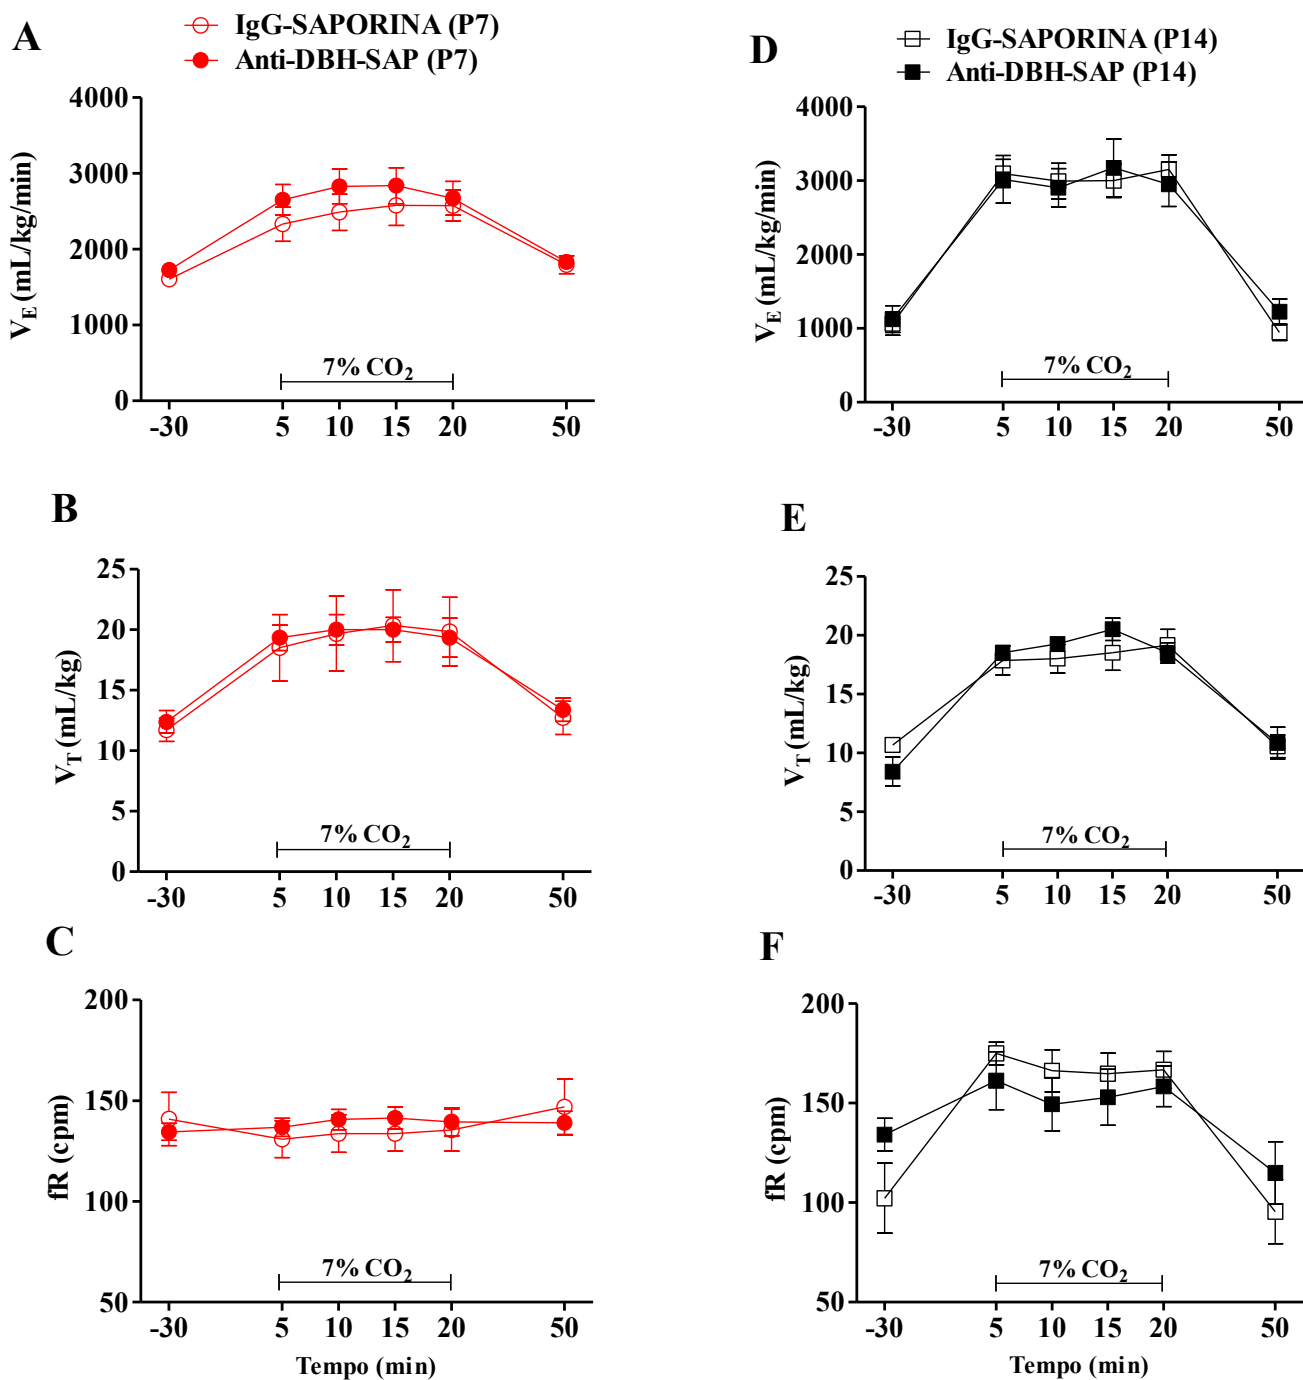 A
IgG-SAPORINA (P7)
Anti-DBH-SAP (P7)
4000
3000
2000
1000
0
VE (mL/kg/min)
7% CO2
-30 5 10 15 20 50
D
IgG-SAPORINA (P14)
Anti-DBH-SAP (P14)
4000
3000
2000
1000
0
VE (mL/kg/min)
7% CO2
-30 5 10 15 20 50
B
25
20
15
10
5
0
VT (mL/kg)
7% CO2
-30 5 10 15 20 50
E
25
20
15
10
5
0
VT (mL/kg)
7% CO2
-30 5 10 15 20 50
C
200
150
100
50
fR (cpm)
7% CO2
-30 5 10 15 20 50
Tempo (min)
F
200
150
100
50
fR (cpm)
7% CO2
-30 5 10 15 20 50
Tempo (min)